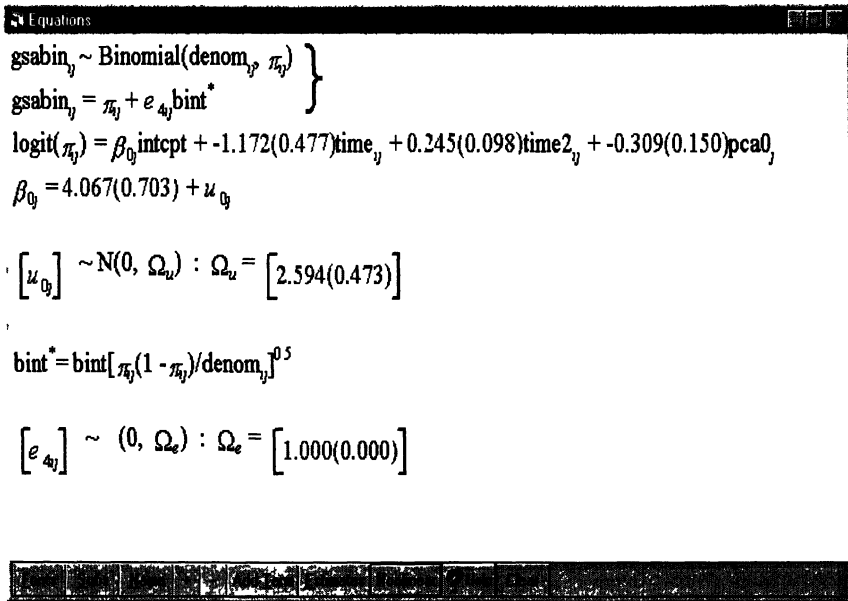 Equations
gsabin_ij ~ Binomial(denom_ij, π_ij)
gsabin_ij = π_ij + e_4ij bint*
logit(π_ij) = β_0j intcpt + -1.172(0.477)time_ij + 0.245(0.098)time2_ij + -0.309(0.150)pca0_j
β_0j = 4.067(0.703) + u_0j
[u_0j] ~ N(0, Ω_u) : Ω_u = [2.594(0.473)]
bint* = bint[π_ij(1 - π_ij)/denom_ij]^0.5
[e_4ij] ~ (0, Ω_e) : Ω_e = [1.000(0.000)]